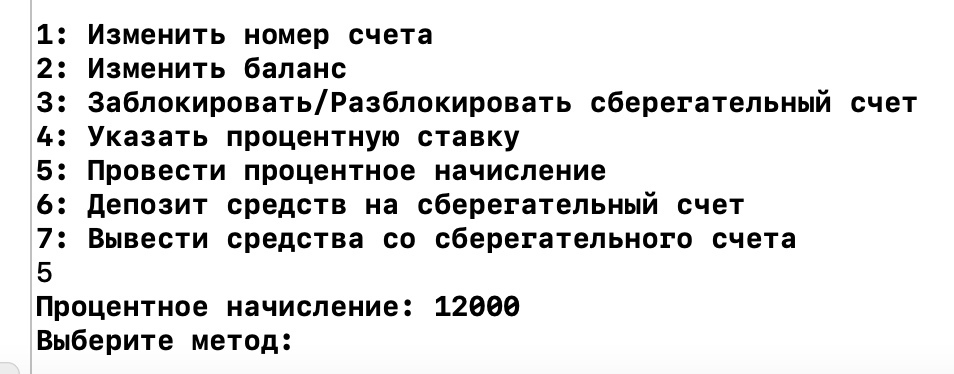 1: Изменить номер счета
2: Изменить баланс
3: Заблокировать/Разблокировать сберегательный счет
4: Указать процентную ставку
5: Провести процентное начисление
6: Депозит средств на сберегательный счет
7: Вывести средства со сберегательного счета
5
Процентное начисление: 12000
Выберите метод: